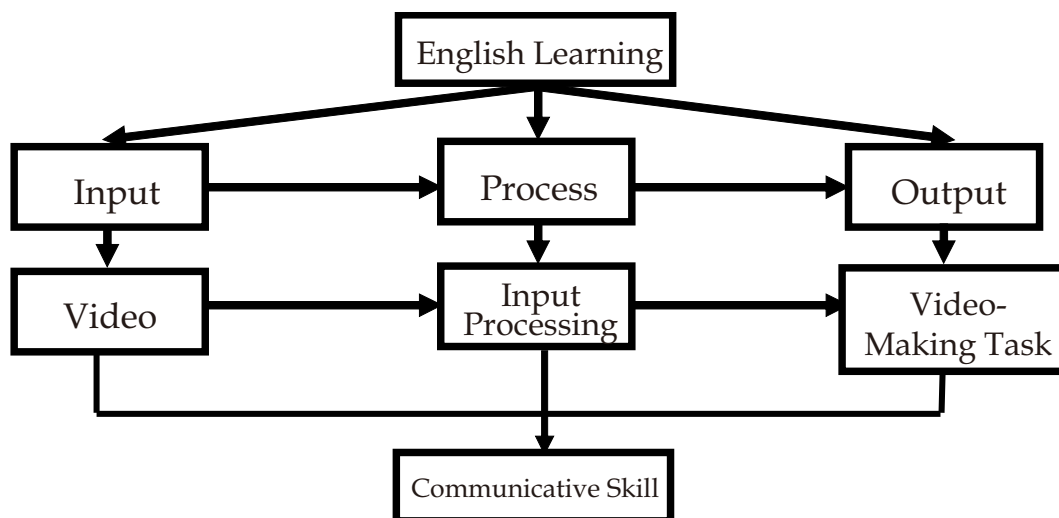 English Learning
Input
Process
Output
Video
Input
Processing
Video-
Making Task
Communicative Skill